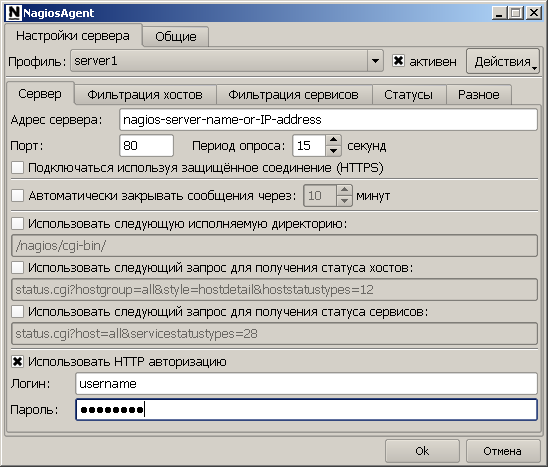 NagiosAgent
Настройки сервера Общие
Профиль: server1 активен Действия
Сервер Фильтрация хостов Фильтрация сервисов Статусы Разное
Адрес сервера: nagios-server-name-or-IP-address
Порт: 80 Период опроса: 15 секунд
Подключаться используя защищённое соединение (HTTPS)
Автоматически закрывать сообщения через: 10 минут
Использовать следующую исполняемую директорию:
/nagios/cgi-bin/
Использовать следующий запрос для получения статуса хостов:
status.cgi?hostgroup=all&style=hostdetail&hoststatustypes=12
Использовать следующий запрос для получения статуса сервисов:
status.cgi?host=all&servicestatustypes=28
Использовать HTTP авторизацию
Логин: username
Пароль: ●●●●●●●●
Ok Отмена